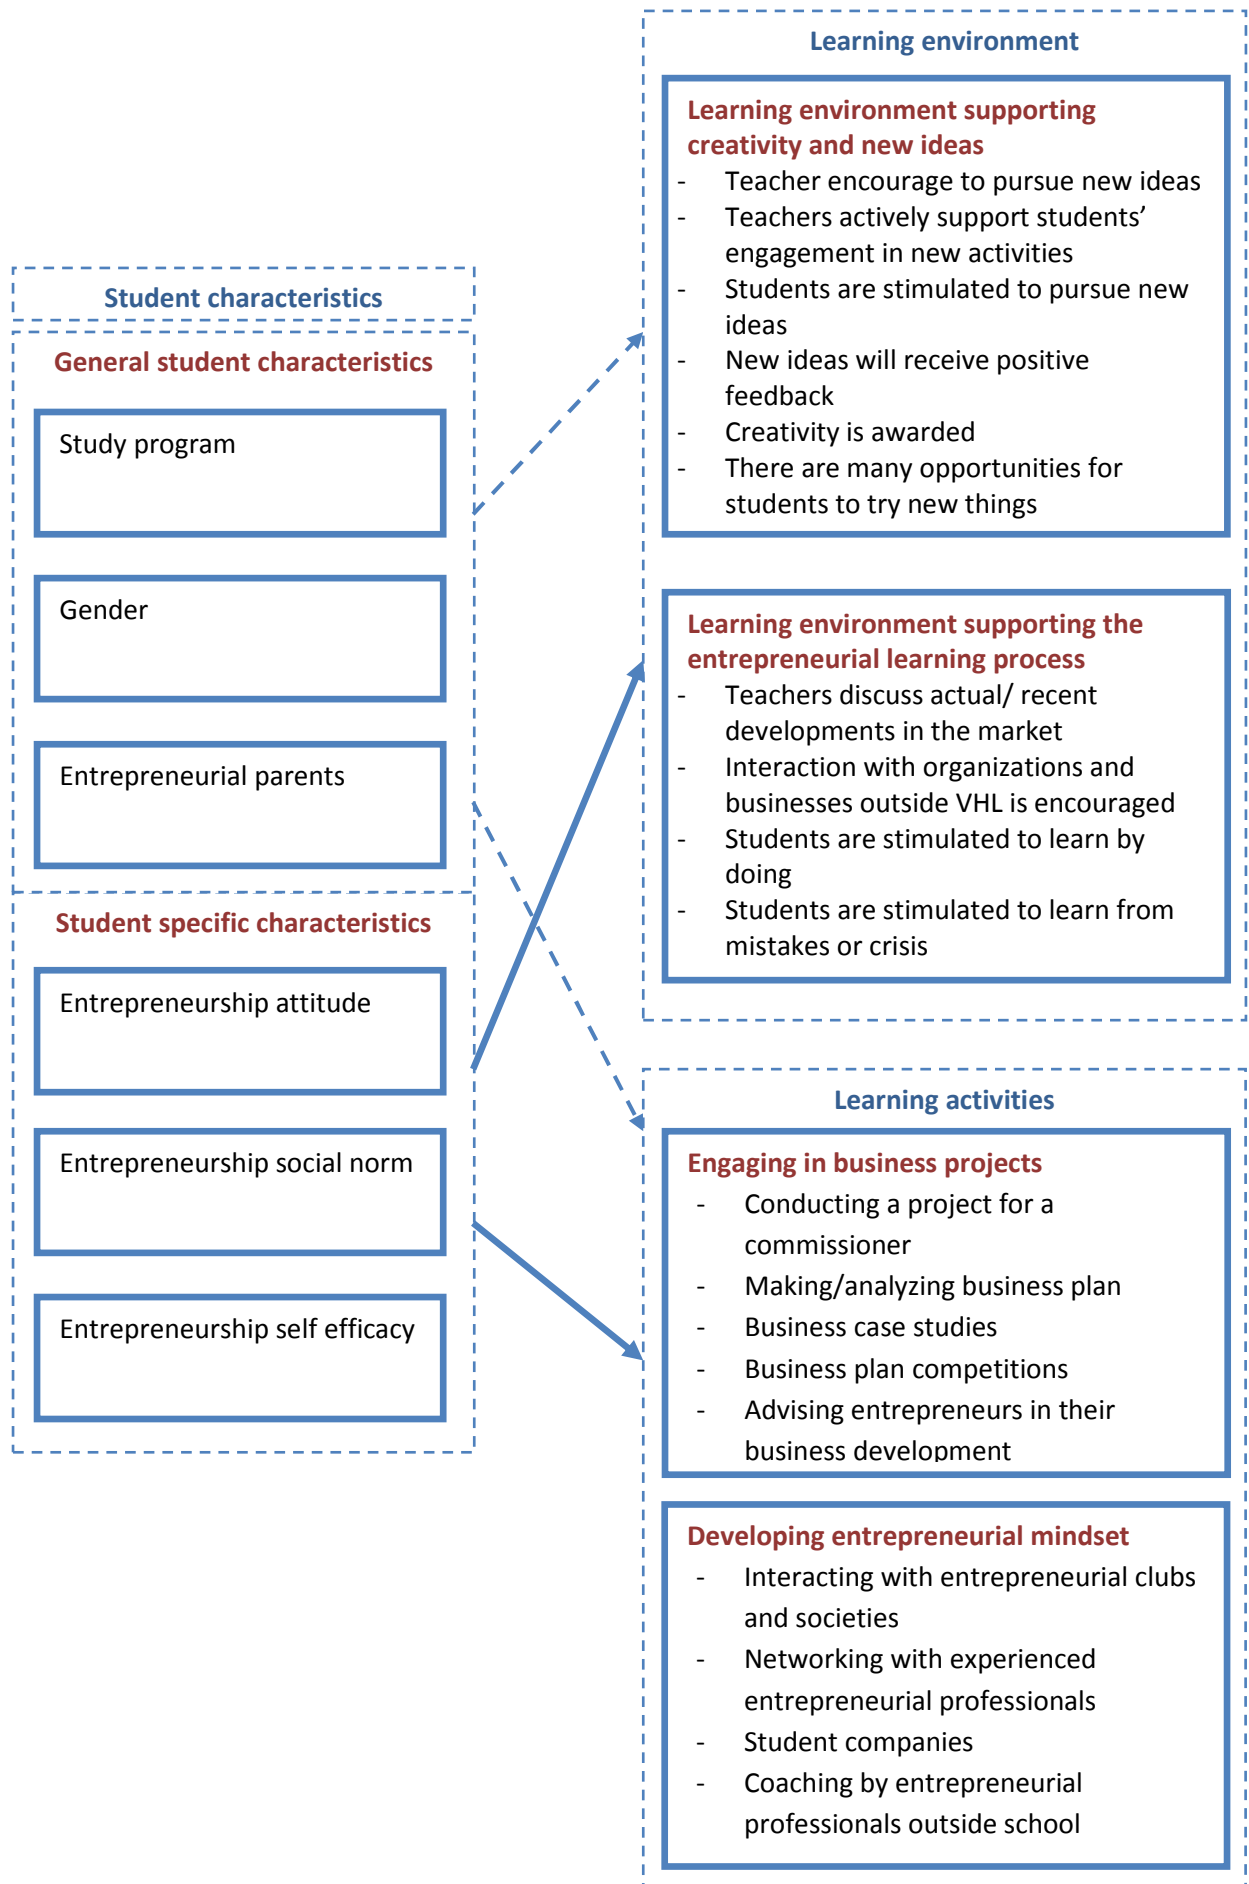 Student characteristics
General student characteristics
Study program
Gender
Entrepreneurial parents
Student specific characteristics
Entrepreneurship attitude
Entrepreneurship social norm
Entrepreneurship self efficacy
Learning environment
Learning environment supporting
creativity and new ideas
- Teacher encourage to pursue new ideas
- Teachers actively support students’
engagement in new activities
- Students are stimulated to pursue new
ideas
- New ideas will receive positive
feedback
- Creativity is awarded
- There are many opportunities for
students to try new things
Learning environment supporting the
entrepreneurial learning process
- Teachers discuss actual/ recent
developments in the market
- Interaction with organizations and
businesses outside VHL is encouraged
- Students are stimulated to learn by
doing
- Students are stimulated to learn from
mistakes or crisis
Learning activities
Engaging in business projects
- Conducting a project for a
commissioner
- Making/analyzing business plan
- Business case studies
- Business plan competitions
- Advising entrepreneurs in their
business development
Developing entrepreneurial mindset
- Interacting with entrepreneurial clubs
and societies
- Networking with experienced
entrepreneurial professionals
- Student companies
- Coaching by entrepreneurial
professionals outside school